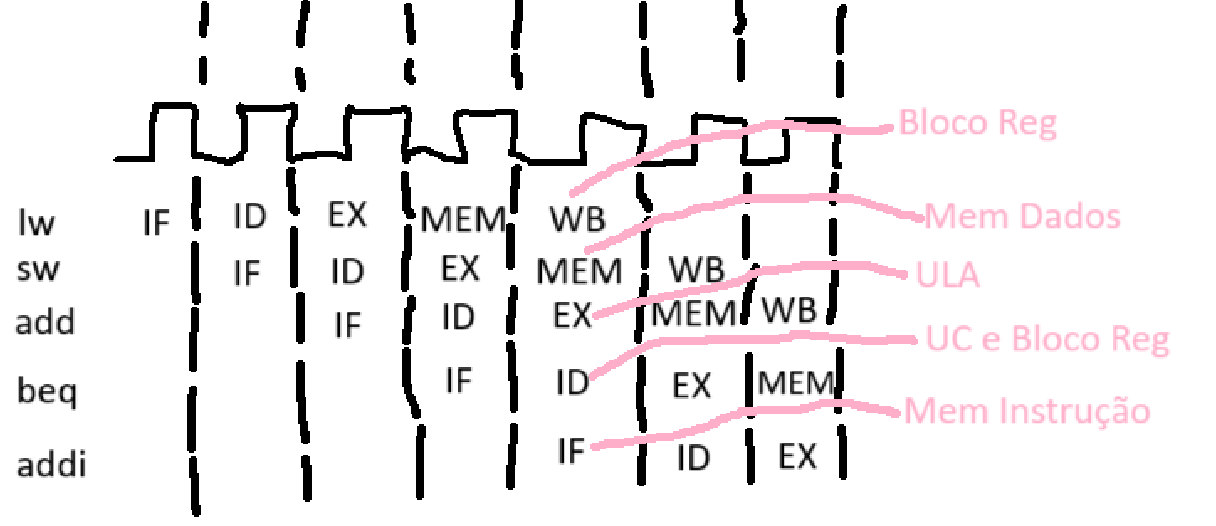 Bloco Reg
lw IF ID EX MEM WB
Mem Dados
sw IF ID EX MEM WB
ULA
add IF ID EX MEM WB
UC e Bloco Reg
beq IF ID EX MEM
Mem Instrução
addi IF ID EX